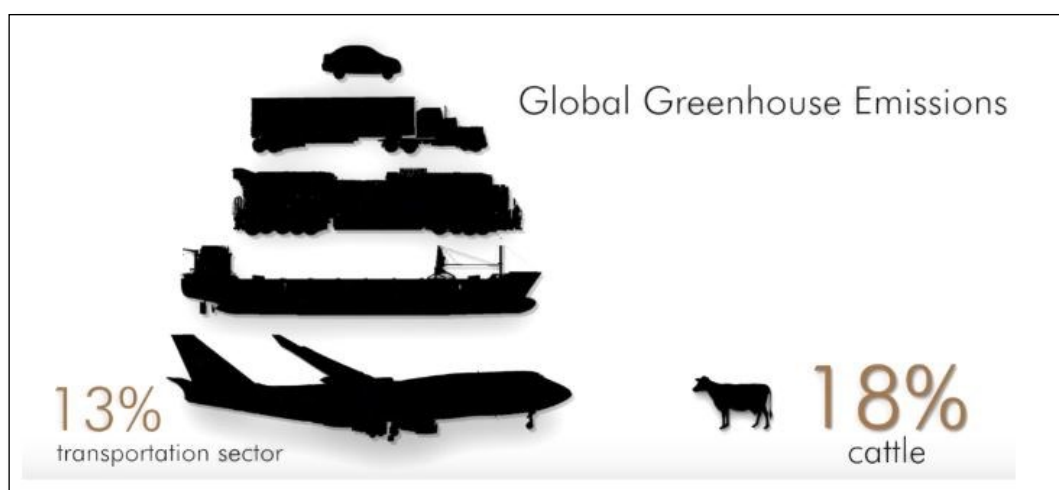 Global Greenhouse Emissions
13%
transportation sector
18%
cattle